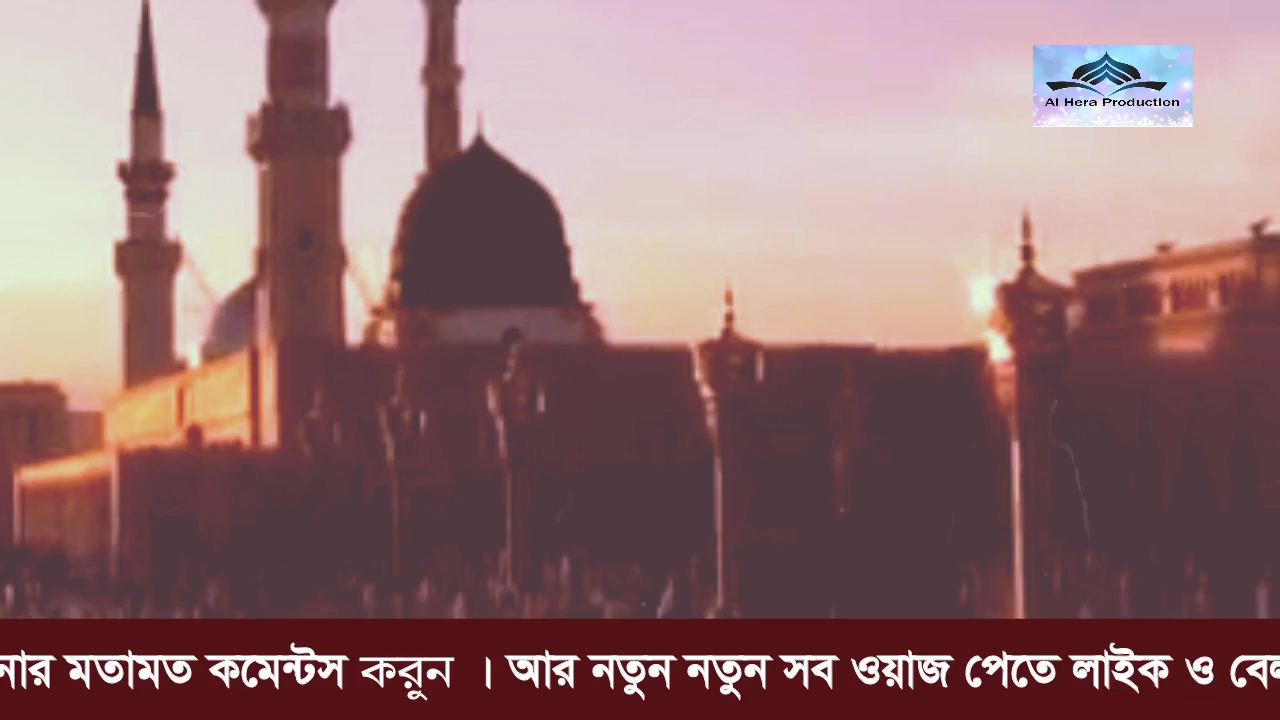 Al Hera Production
মতামত কমেন্টস করুন । আর নতুন নতুন সব ওয়াজ পেতে লাইক ও